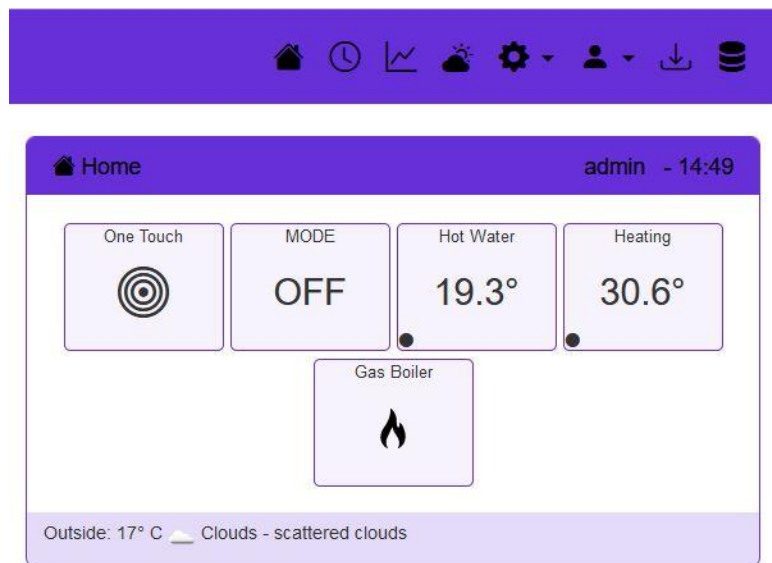 Home
admin - 14:49
One Touch
MODE
Hot Water
Heating
OFF
19.3°
30.6°
Gas Boiler
Outside: 17° C Clouds - scattered clouds